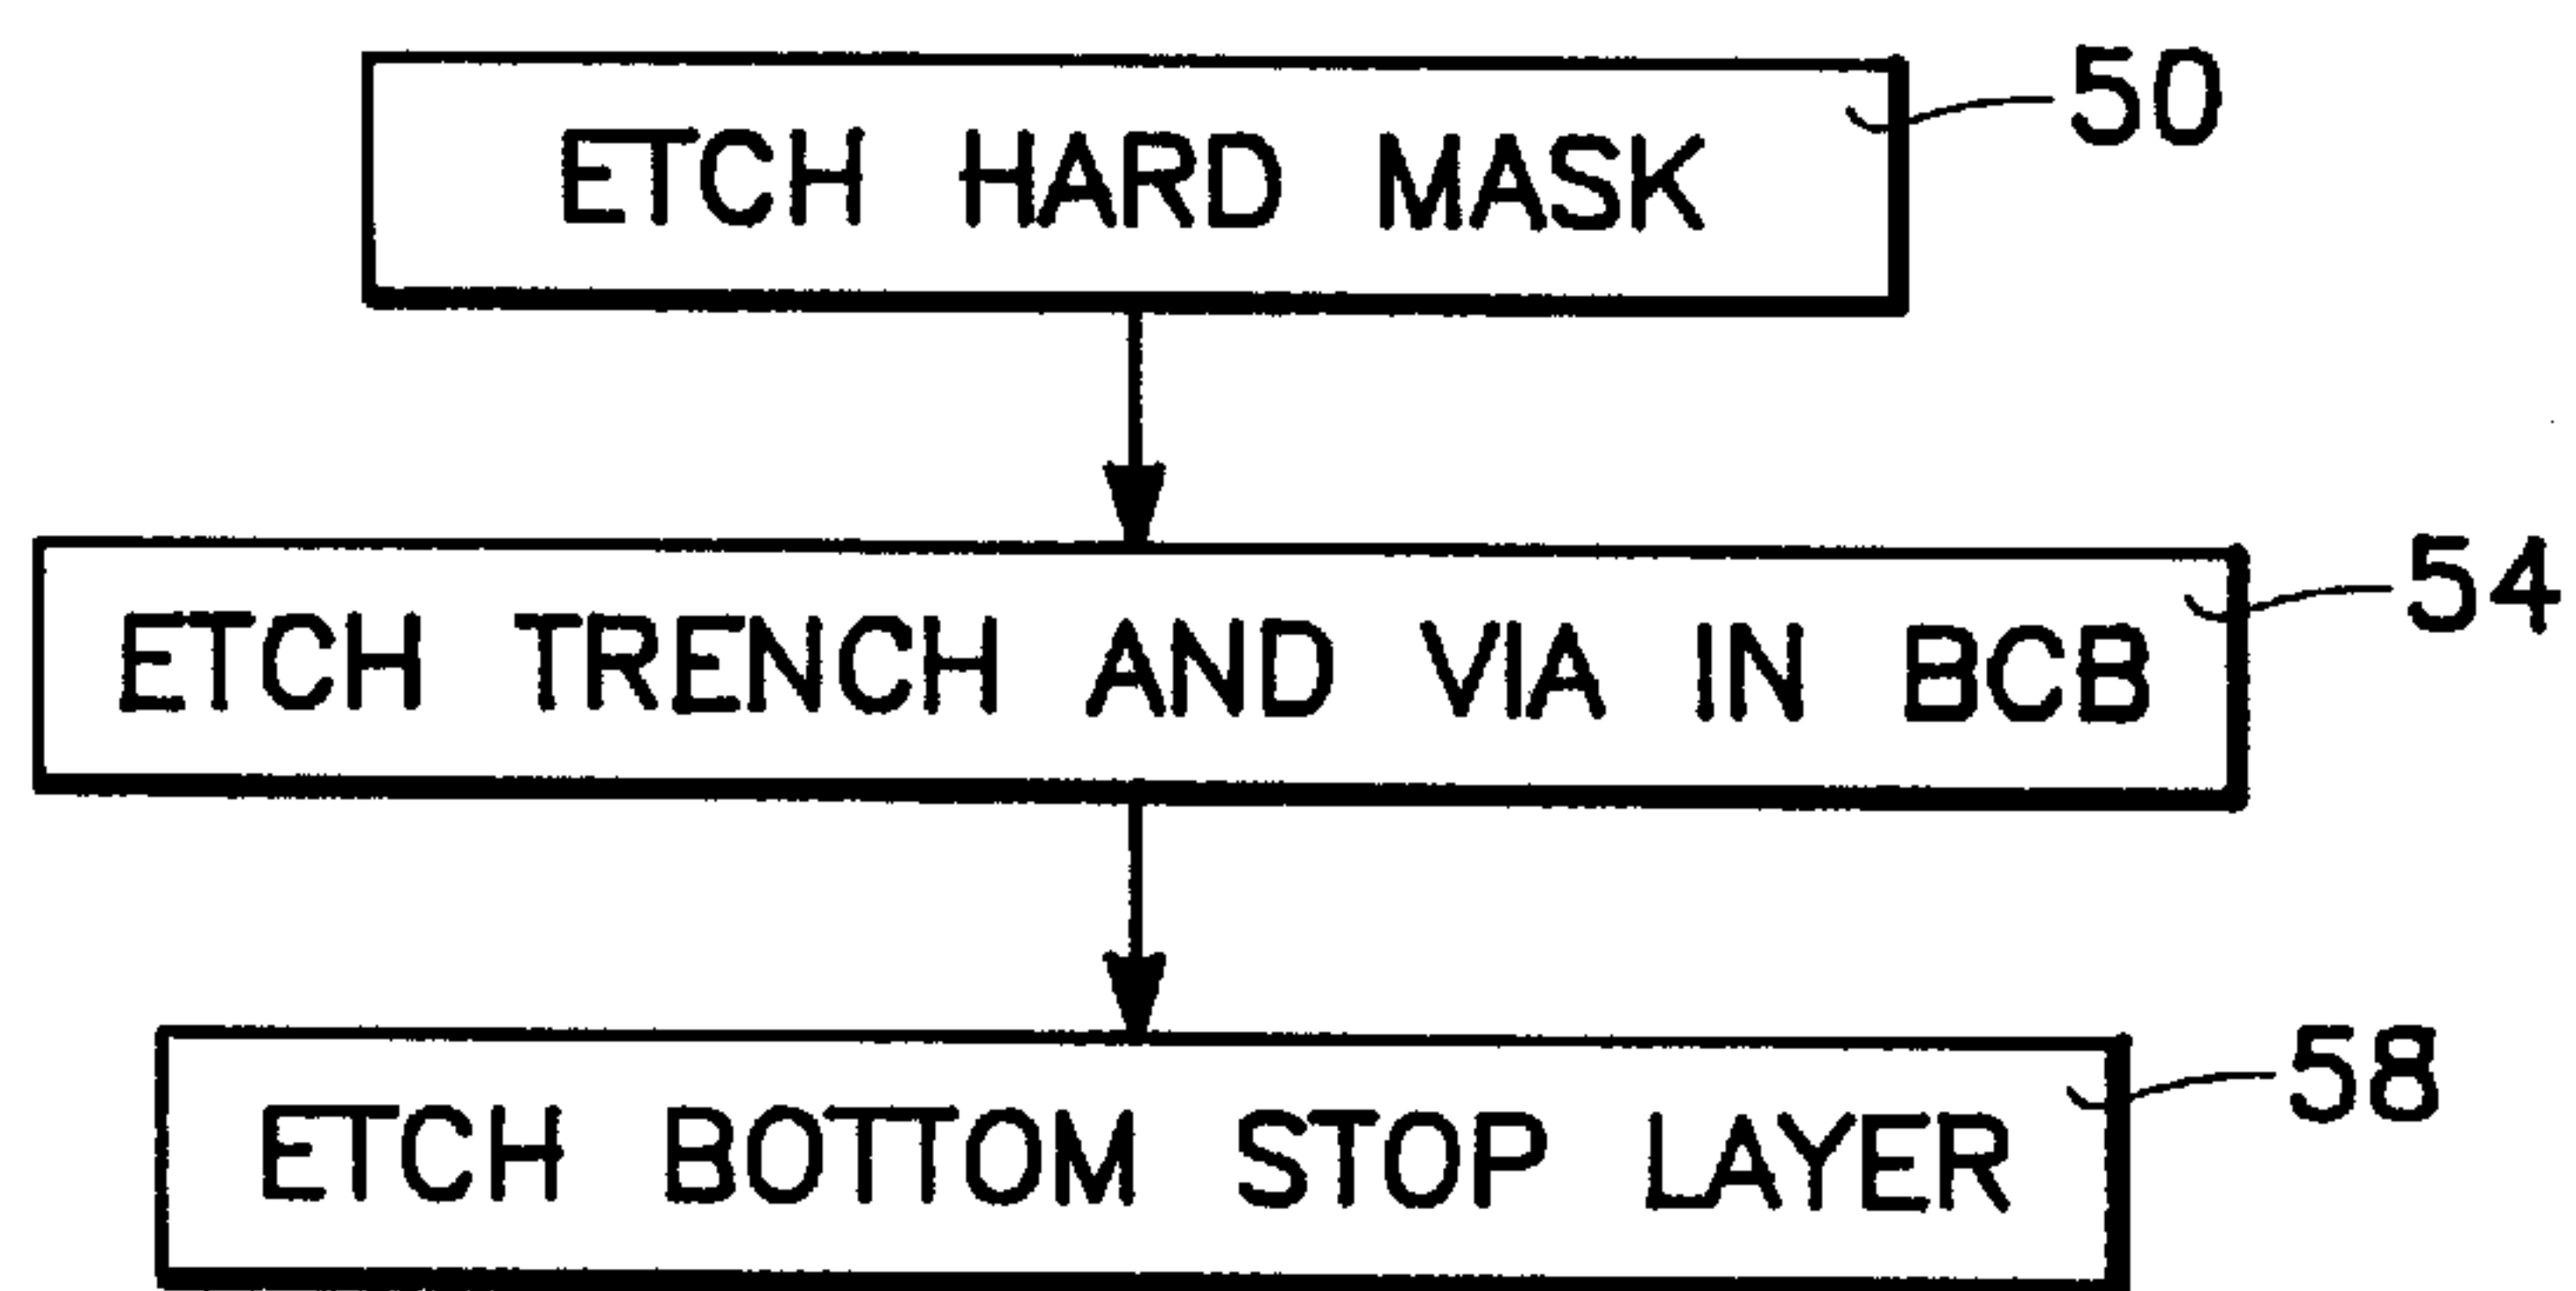 ETCH HARD MASK 50
ETCH TRENCH AND VIA IN BCB 54
ETCH BOTTOM STOP LAYER 58